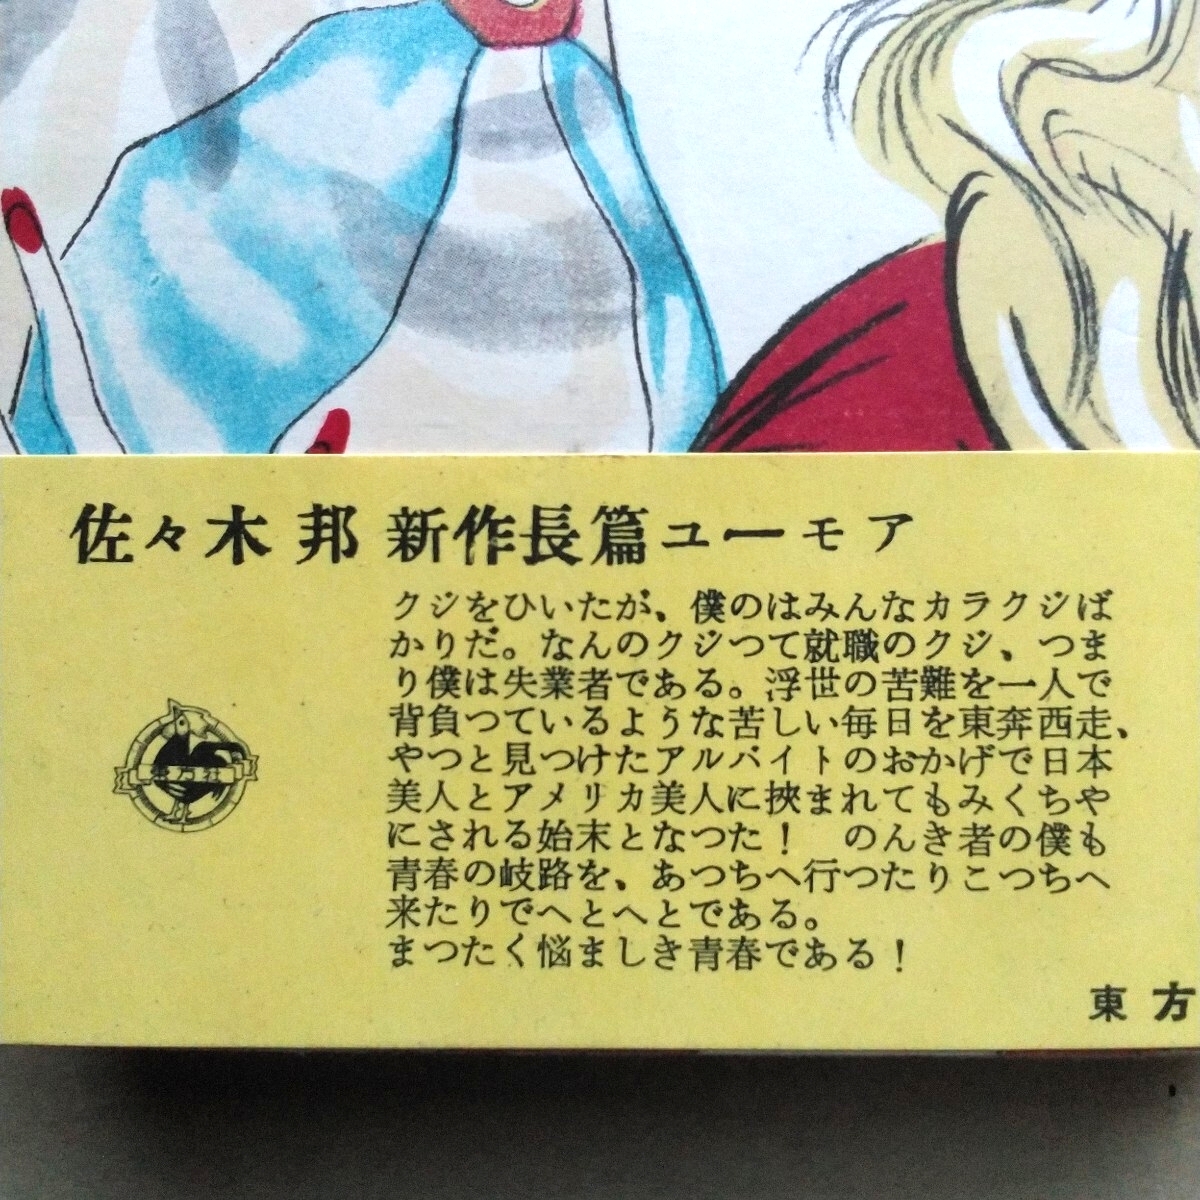 佐々木邦 新作長篇ユーモア
クジをひいたが、僕のはみんなカラクジば
かりだ。なんのクジつて就職のクジ、つま
り僕は失業者である。浮世の苦難を一人で
背負つているような苦しい毎日を東奔西走、
やつと見つけたアルバイトのおかげで日本
美人とアメリカ美人に挾まれてもみくちや
にされる始末となつた！　のんき者の僕も
青春の岐路を、あつちへ行つたりこつちへ
来たりでへとへとである。
まつたく悩ましき青春である！
東方社
東方